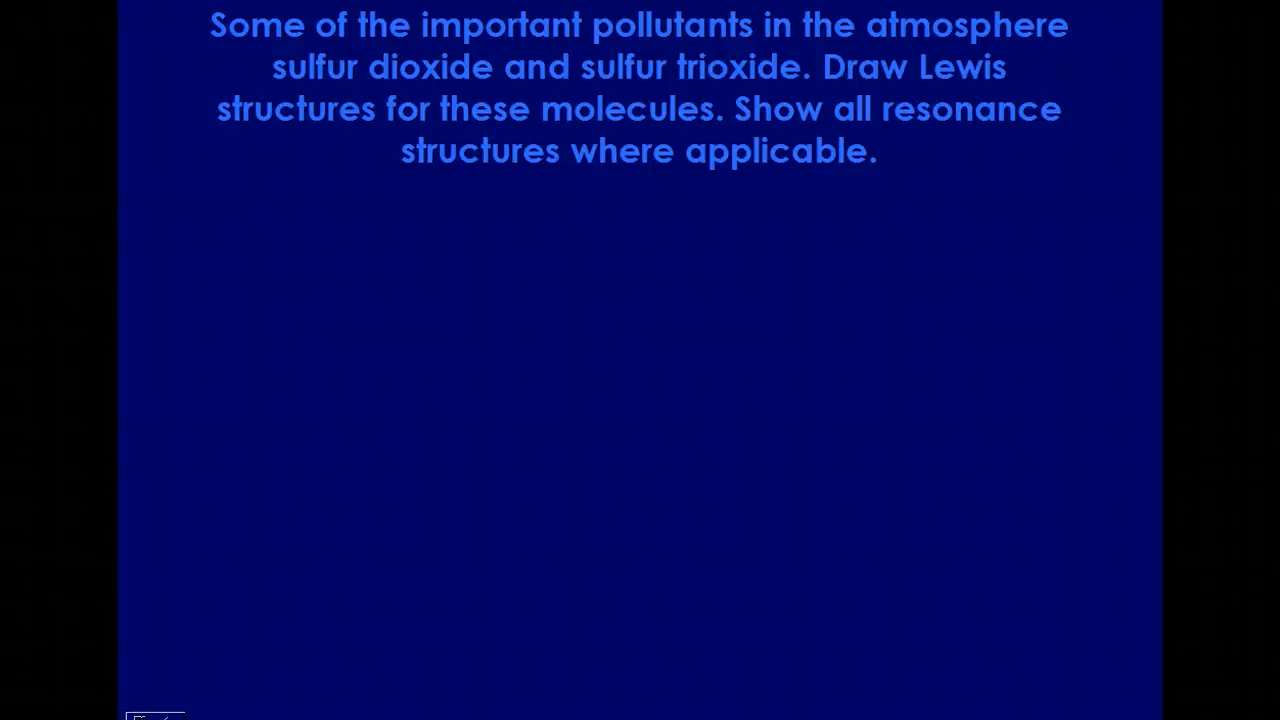 Some of the important pollutants in the atmosphere
sulfur dioxide and sulfur trioxide. Draw Lewis
structures for these molecules. Show all resonance
structures where applicable.